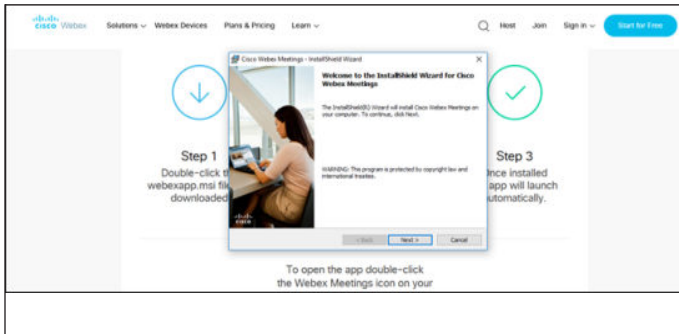 cisco Webex
Solutions
Webex Devices
Plans & Pricing
Learn
Host
Join
Sign in
Start for Free
Cisco Webex Meetings - InstallShield Wizard
Welcome to the InstallShield Wizard for Cisco
Webex Meetings
The InstallShield(R) Wizard will install Cisco Webex Meetings on
your computer. To continue, click Next.
WARNING: This program is protected by copyright law and
international treaties.
cisco
< Back
Next >
Cancel
Step 1
Double-click t
webexapp.msi file
downloaded
Step 3
nce installed
app will launch
utomatically.
To open the app double-click
the Webex Meetings icon on your